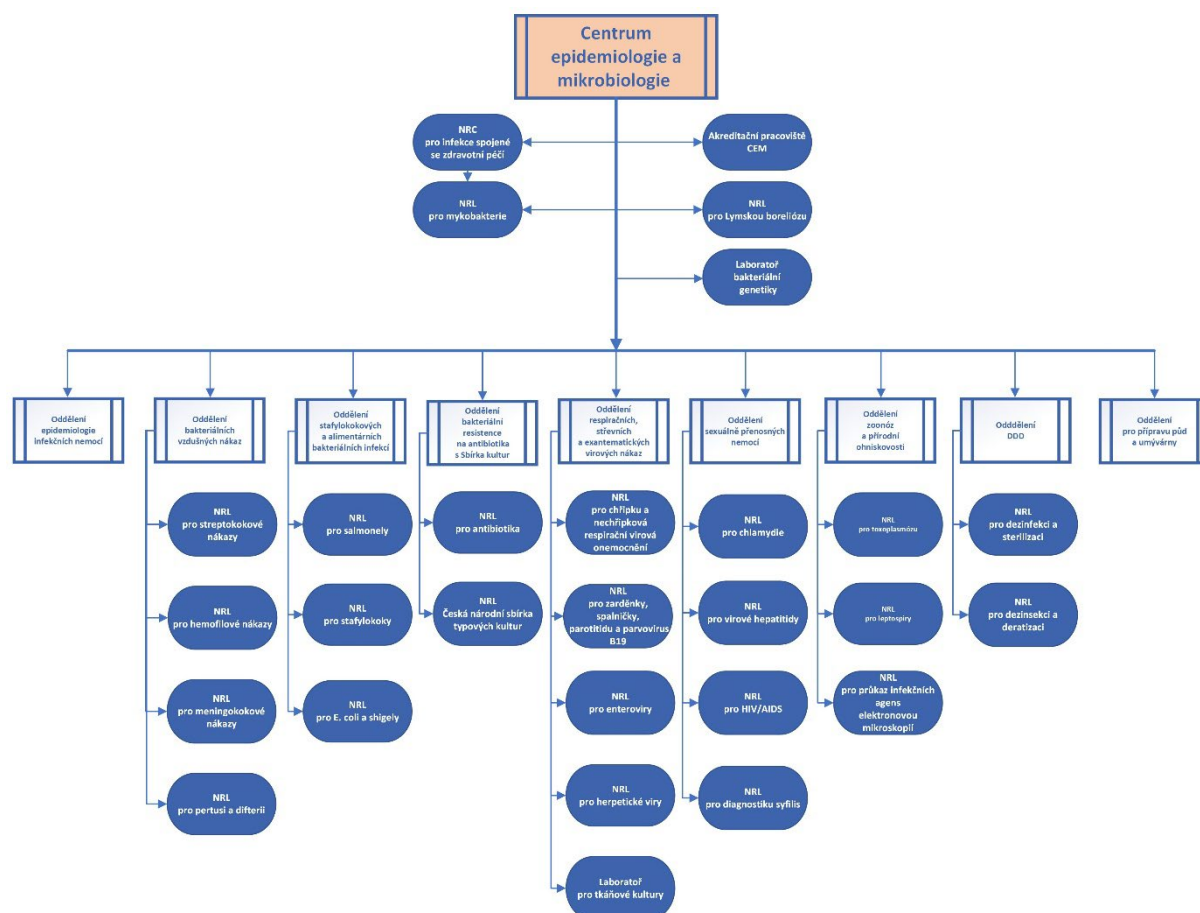 Centrum
epidemiologie a
mikrobiologie
NRC
pro infekce spojené
se zdravotní péčí
Akreditační pracoviště
CEM
NRL
pro mykobakterie
NRL
pro Lymskou boreliózu
Laboratoř
bakteriální
genetiky
Oddělení
epidemiologie
infekčních nemocí
Oddělení
bakteriálních
vzdušných nákaz
Oddělení
stafylokokových
a alimentárních
bakteriálních infekcí
Oddělení
bakteriální
resistence
na antibiotika
s Sbírka kultur
Oddělení
respiračních,
střevních
a exantematických
virových nákaz
Oddělení
sexuálně přenosných
nemocí
Oddělení
zoonóz
a přírodní
ohniskovosti
Odddělení
DDD
Oddělení
pro přípravu půd
a umývárny
NRL
pro streptokokové
nákazy
NRL
pro hemofilové nákazy
NRL
pro meningokokové
nákazy
NRL
pro pertusi a difterii
NRL
pro salmonely
NRL
pro stafylokoky
NRL
pro E. coli a shigely
NRL
pro antibiotika
NRL
Česká národní sbírka
typových kultur
NRL
pro chřipku a
nechřipková
respirační virová
onemocnění
NRL
pro zarděnky,
spalničky,
parotitidu a parvovirus
B19
NRL
pro enteroviry
NRL
pro herpetické viry
Laboratoř
pro tkáňové kultury
NRL
pro chlamydie
NRL
pro virové hepatitidy
NRL
pro HIV/AIDS
NRL
pro diagnostiku syfilis
NRL
pro toxoplasmózu
NRL
pro leptospiry
NRL
pro průkaz infekčních
agens
elektronovou
mikroskopií
NRL
pro dezinfekci a
sterilizaci
NRL
pro dezinsekci a
deratizaci